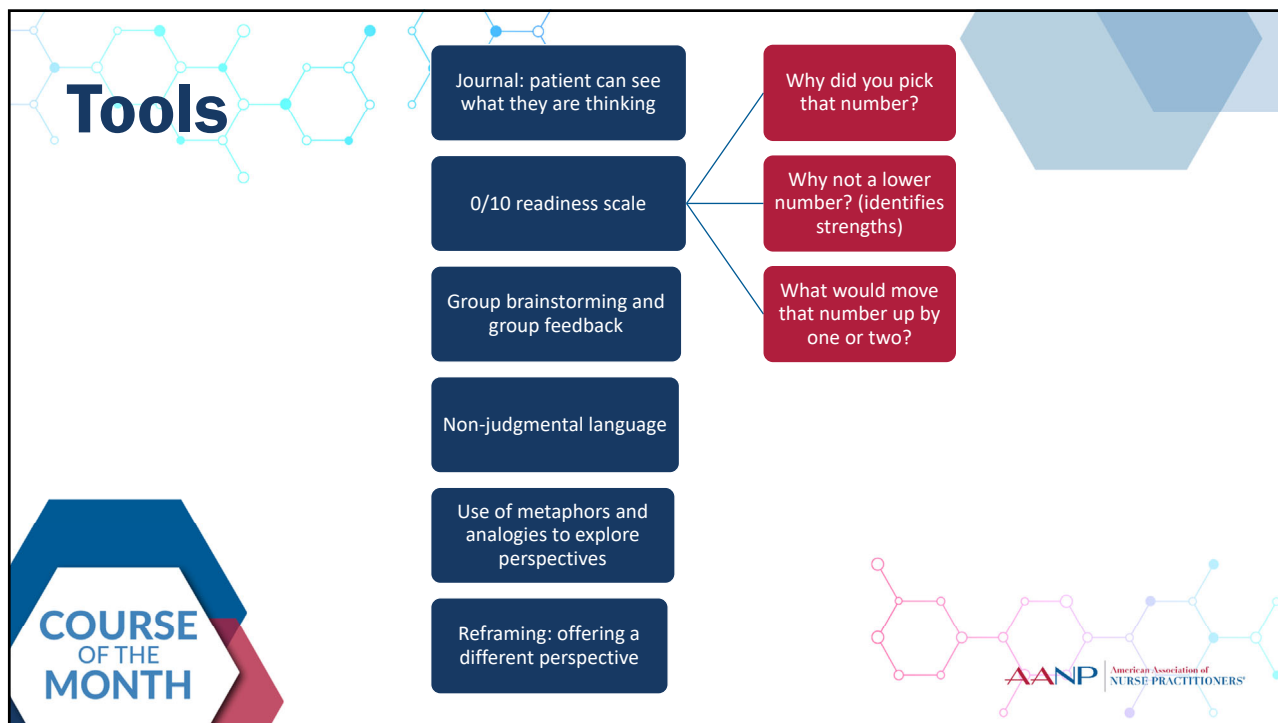 Tools
Journal: patient can see
what they are thinking
0/10 readiness scale
Why did you pick
that number?
Why not a lower
number? (identifies
strengths)
What would move
that number up by
one or two?
Group brainstorming and
group feedback
Non-judgmental language
Use of metaphors and
analogies to explore
perspectives
Reframing: offering a
different perspective
COURSE
OF THE
MONTH
AANP
American Association of
NURSE PRACTITIONERS®